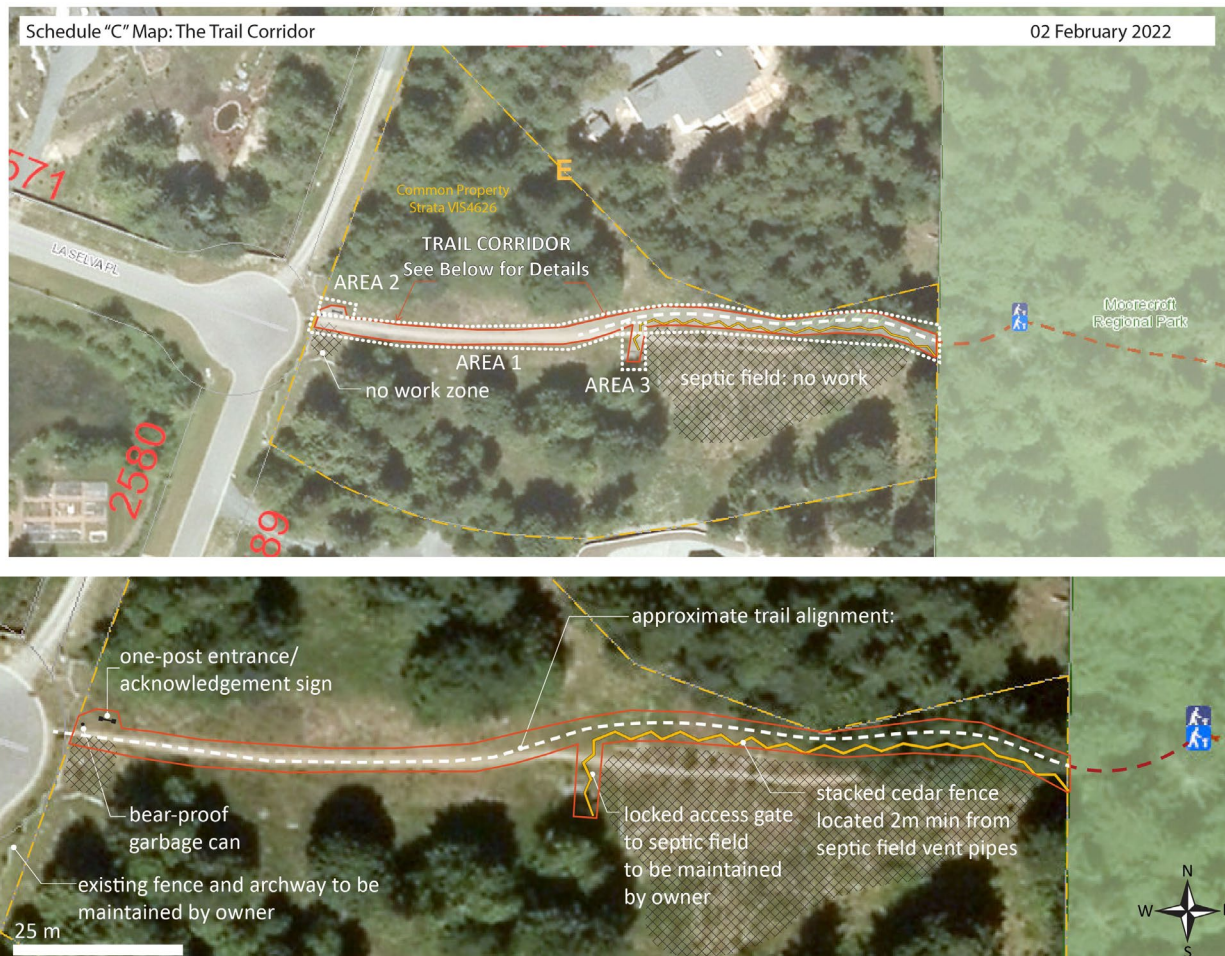 Schedule "C" Map: The Trail Corridor
02 February 2022
571
E
Common Property
Strata VIS4626
LA SELVA PL
TRAIL CORRIDOR
See Below for Details
AREA 2
Moorecroft
Regional Park
AREA 1
AREA 3
septic field: no work
no work zone
2580
89
approximate trail alignment:
one-post entrance/
acknowledgement sign
bear-proof
garbage can
locked access gate
to septic field
to be maintained
by owner
stacked cedar fence
located 2m min from
septic field vent pipes
existing fence and archway to be
maintained by owner
25 m
N
W
S